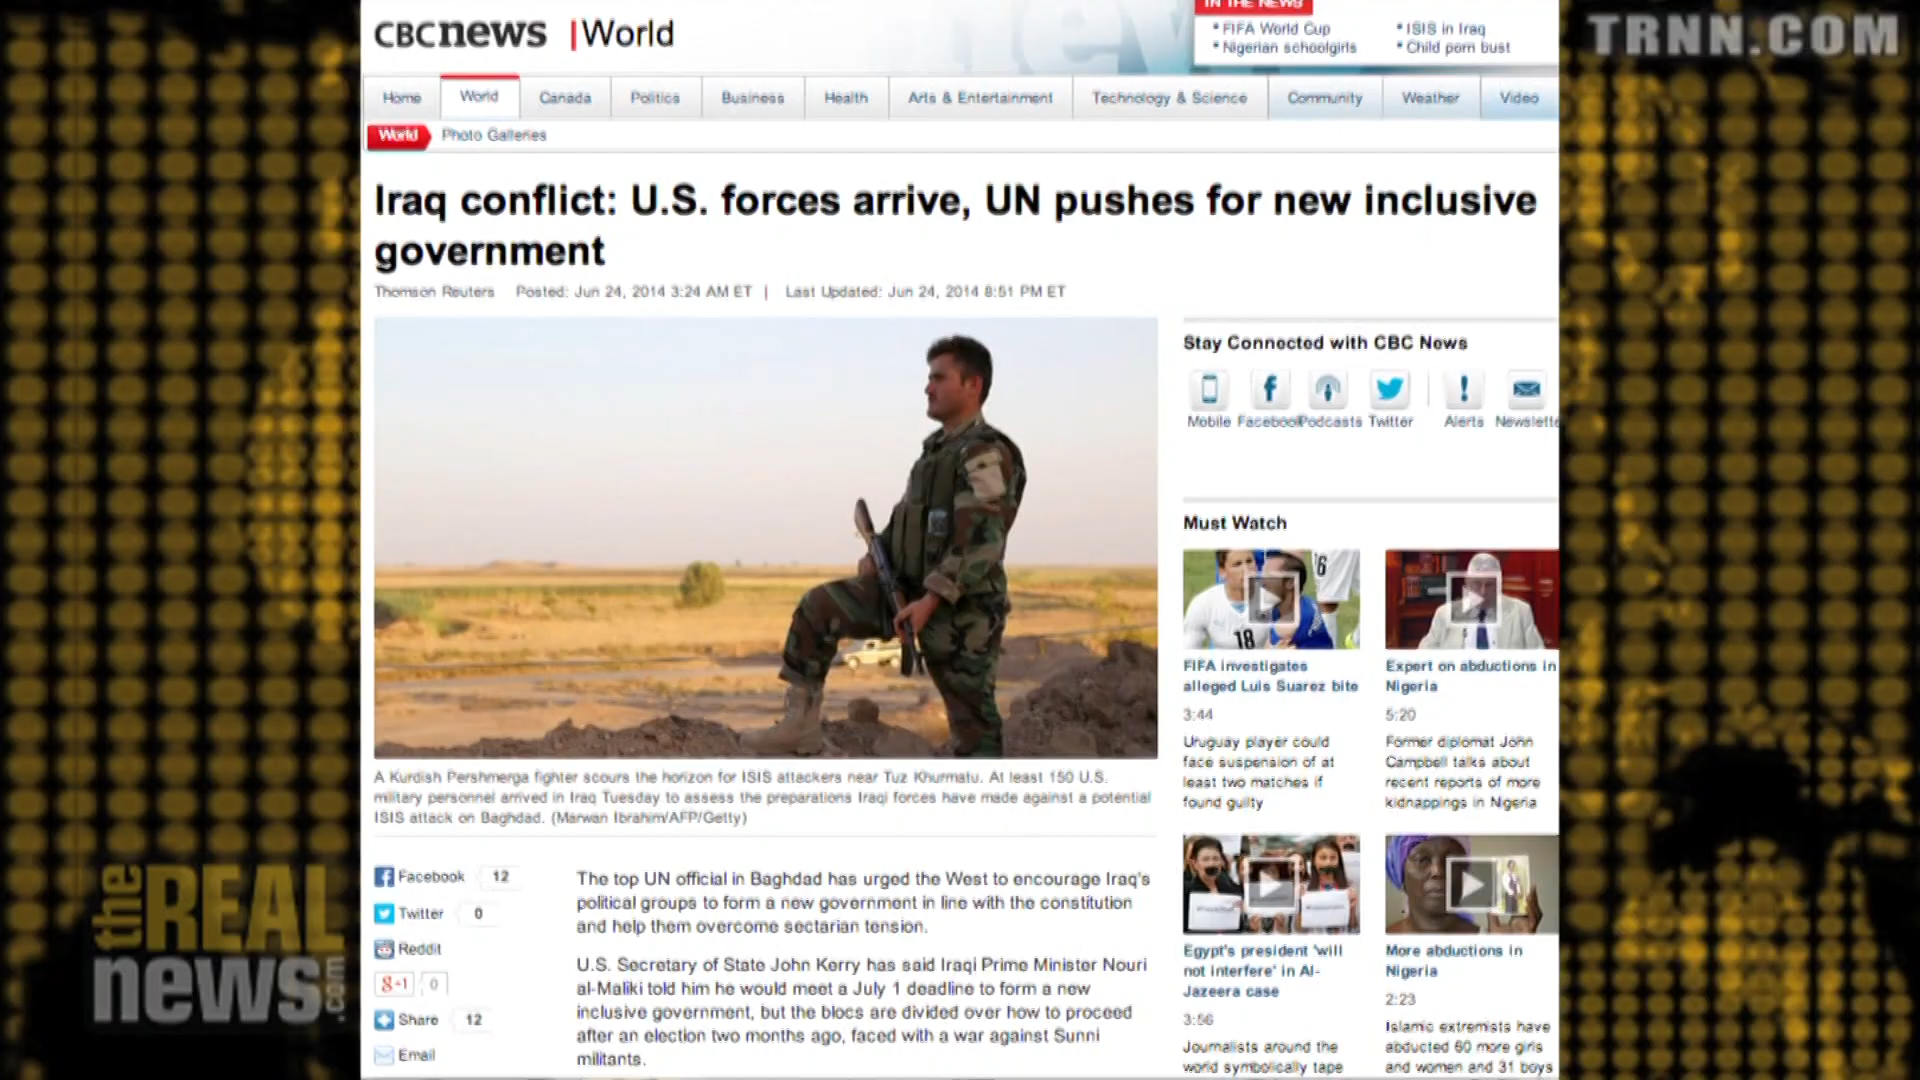 TRNN.COM
CBCnews | World
IN THE NEWS
* FIFA World Cup
* Nigerian schoolgirls
* ISIS in Iraq
* Child porn bust
Home World Canada Politics Business Health Arts & Entertainment Technology & Science Community Weather Video
World Photo Galleries
Iraq conflict: U.S. forces arrive, UN pushes for new inclusive
government
Thomson Reuters Posted: Jun 24, 2014 3:24 AM ET | Last Updated: Jun 24, 2014 8:51 PM ET
A Kurdish Pershmerga fighter scours the horizon for ISIS attackers near Tuz Khurmatu. At least 150 U.S.
military personnel arrived in Iraq Tuesday to assess the preparations Iraqi forces have made against a potential
ISIS attack on Baghdad. (Marwan Ibrahim/AFP/Getty)
Facebook 12
Twitter 0
Reddit
g+1 0
Share 12
Email
The top UN official in Baghdad has urged the West to encourage Iraq's
political groups to form a new government in line with the constitution
and help them overcome sectarian tension.
U.S. Secretary of State John Kerry has said Iraqi Prime Minister Nouri
al-Maliki told him he would meet a July 1 deadline to form a new
inclusive government, but the blocs are divided over how to proceed
after an election two months ago, faced with a war against Sunni
militants.
Stay Connected with CBC News
Mobile Facebook Podcasts Twitter Alerts Newslette
Must Watch
18
6
FIFA investigates
alleged Luis Suarez bite
3:44
Uruguay player could
face suspension of at
least two matches if
found guilty
Expert on abductions in
Nigeria
5:20
Former diplomat John
Campbell talks about
recent reports of more
kidnappings in Nigeria
Egypt's president 'will
not interfere' in Al-
Jazeera case
3:56
Journalists around the
world symbolically tape
More abductions in
Nigeria
2:23
Islamic extremists have
abducted 60 more girls
and women and 31 boys
the REAL
news.com